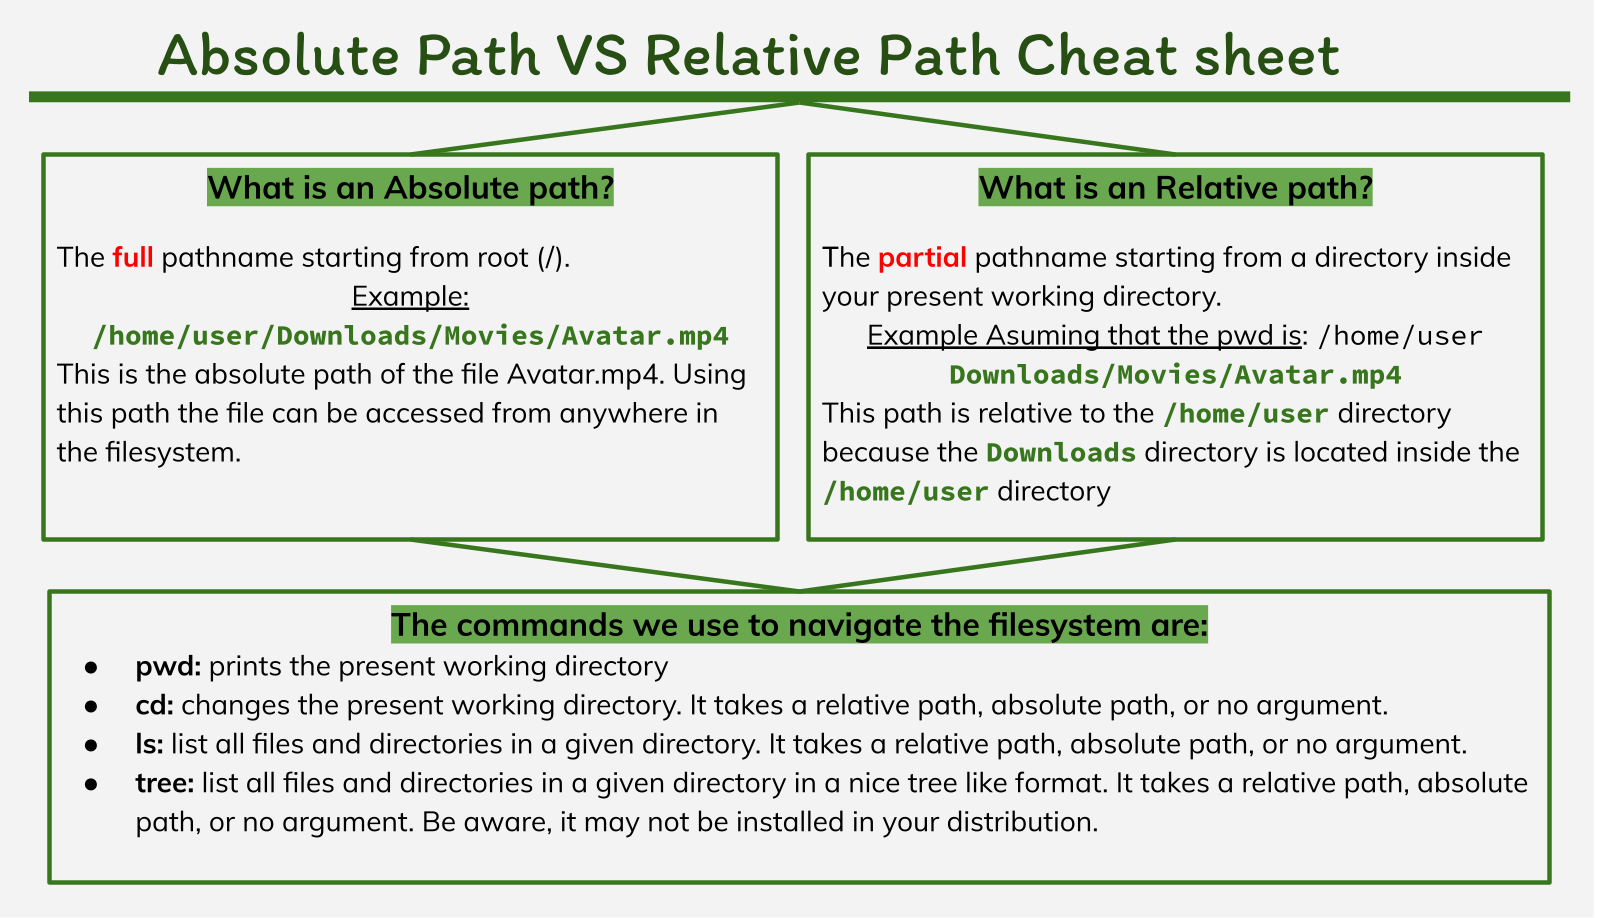 Absolute Path VS Relative Path Cheat sheet
What is an Absolute path?
The full pathname starting from root (/).
Example:
/home/user/Downloads/Movies/Avatar.mp4
This is the absolute path of the file Avatar.mp4. Using
this path the file can be accessed from anywhere in
the filesystem.
What is an Relative path?
The partial pathname starting from a directory inside
your present working directory.
Example Asuming that the pwd is: /home/user
Downloads/Movies/Avatar.mp4
This path is relative to the /home/user directory
because the Downloads directory is located inside the
/home/user directory
The commands we use to navigate the filesystem are:
● pwd: prints the present working directory
● cd: changes the present working directory. It takes a relative path, absolute path, or no argument.
● ls: list all files and directories in a given directory. It takes a relative path, absolute path, or no argument.
● tree: list all files and directories in a given directory in a nice tree like format. It takes a relative path, absolute
path, or no argument. Be aware, it may not be installed in your distribution.